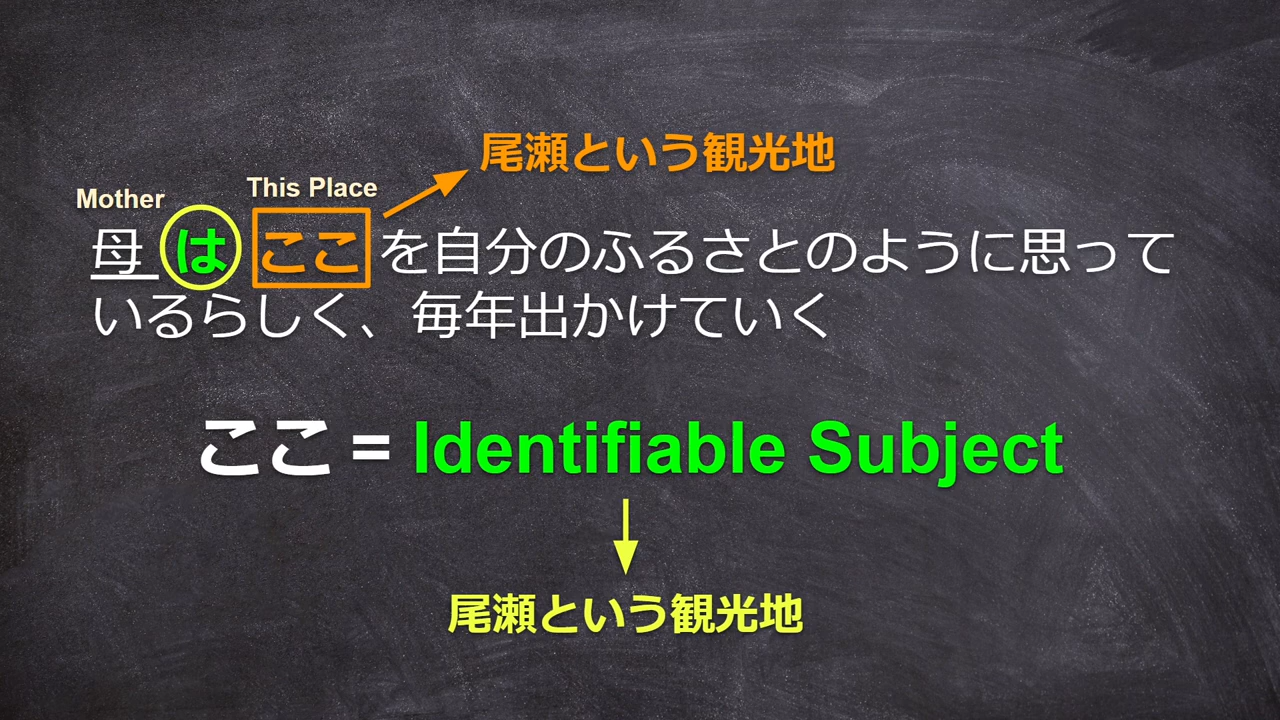 尾瀬という観光地
Mother
This Place
母はここを自分のふるさとのように思って
いるらしく、毎年出かけていく
ここ = Identifiable Subject
尾瀬という観光地